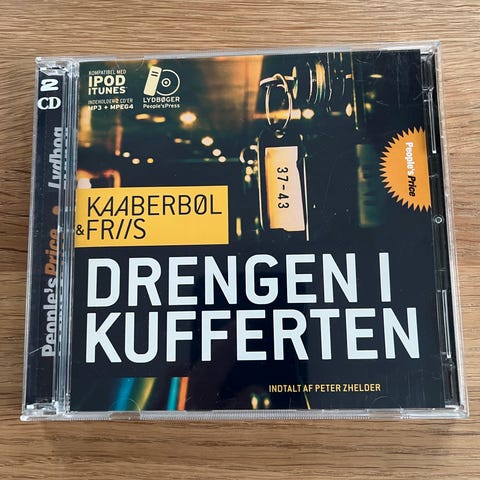 2
CD
People's Price
Lydbog
KOMPATIBEL MED
IPOD
ITUNES
INDEHOLDER 2 CD'ER
MP3 + MPEG4
LYDBØGER
People'sPress
37-43
People's Price
KAABERBØL
& FRIIS
DRENGEN I
KUFFERTEN
INDTALT AF PETER ZHELDER